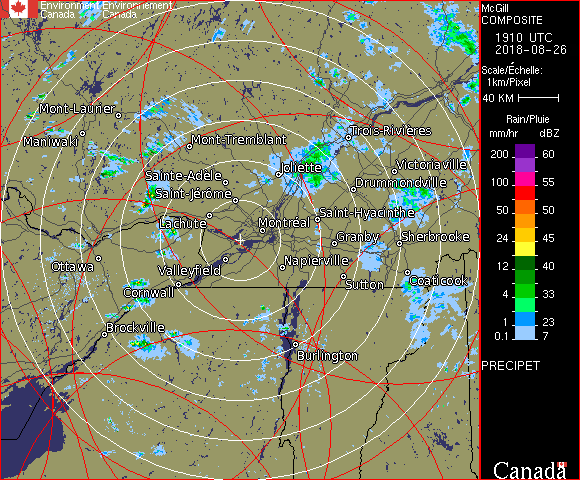 Environment Environnement
Canada Canada
McGill
COMPOSITE
1910 UTC
2018-08-26
Scale/Échelle:
1km/Pixel
40 KM
Rain/Pluie
mm/hr dBZ
200 60
100 55
50 50
24 45
12 40
4 33
1 23
0.1 7
PRECIPET
Canada
Mont-Laurier
Maniwaki
Mont-Tremblant
Trois-Rivières
Joliette
Victoriaville
Sainte-Adèle
Drummondville
Saint-Jérôme
Saint-Hyacinthe
Lachute
Montréal
Granby
Sherbrooke
Ottawa
Valleyfield
Napierville
Cornwall
Sutton
Coaticook
Brockville
Burlington